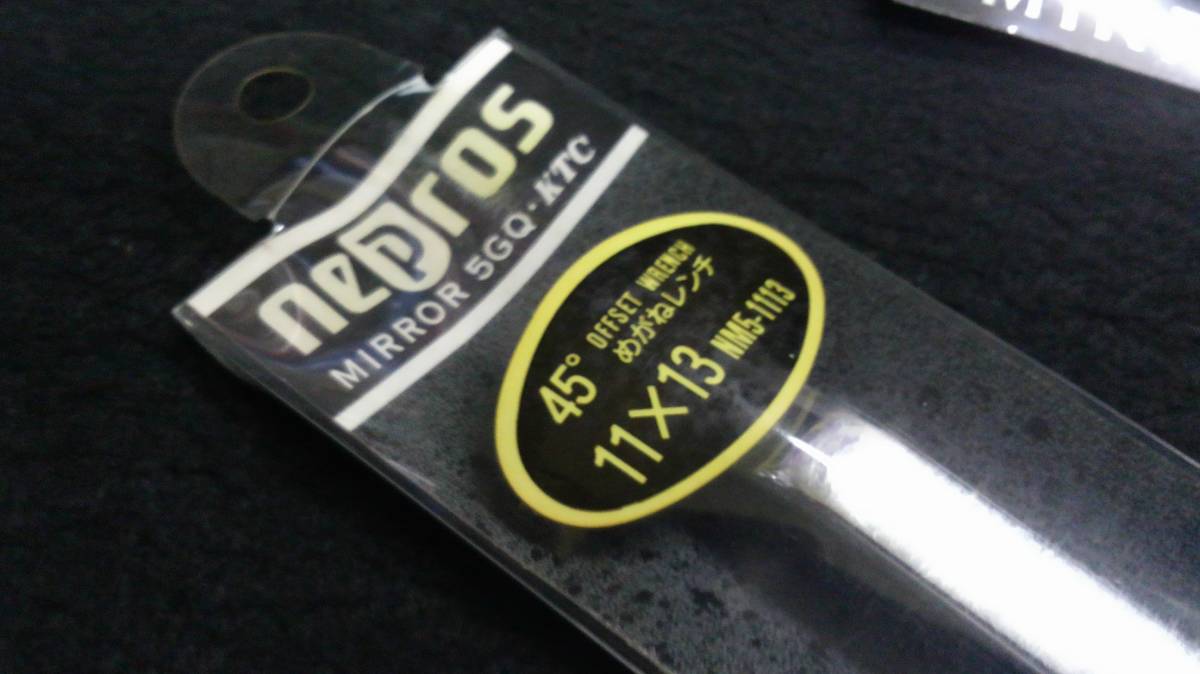 nepros
MIRROR 5GQ·KTC
45° OFFSET WRENCH
めがねレンチ
11×13 NM5-1113